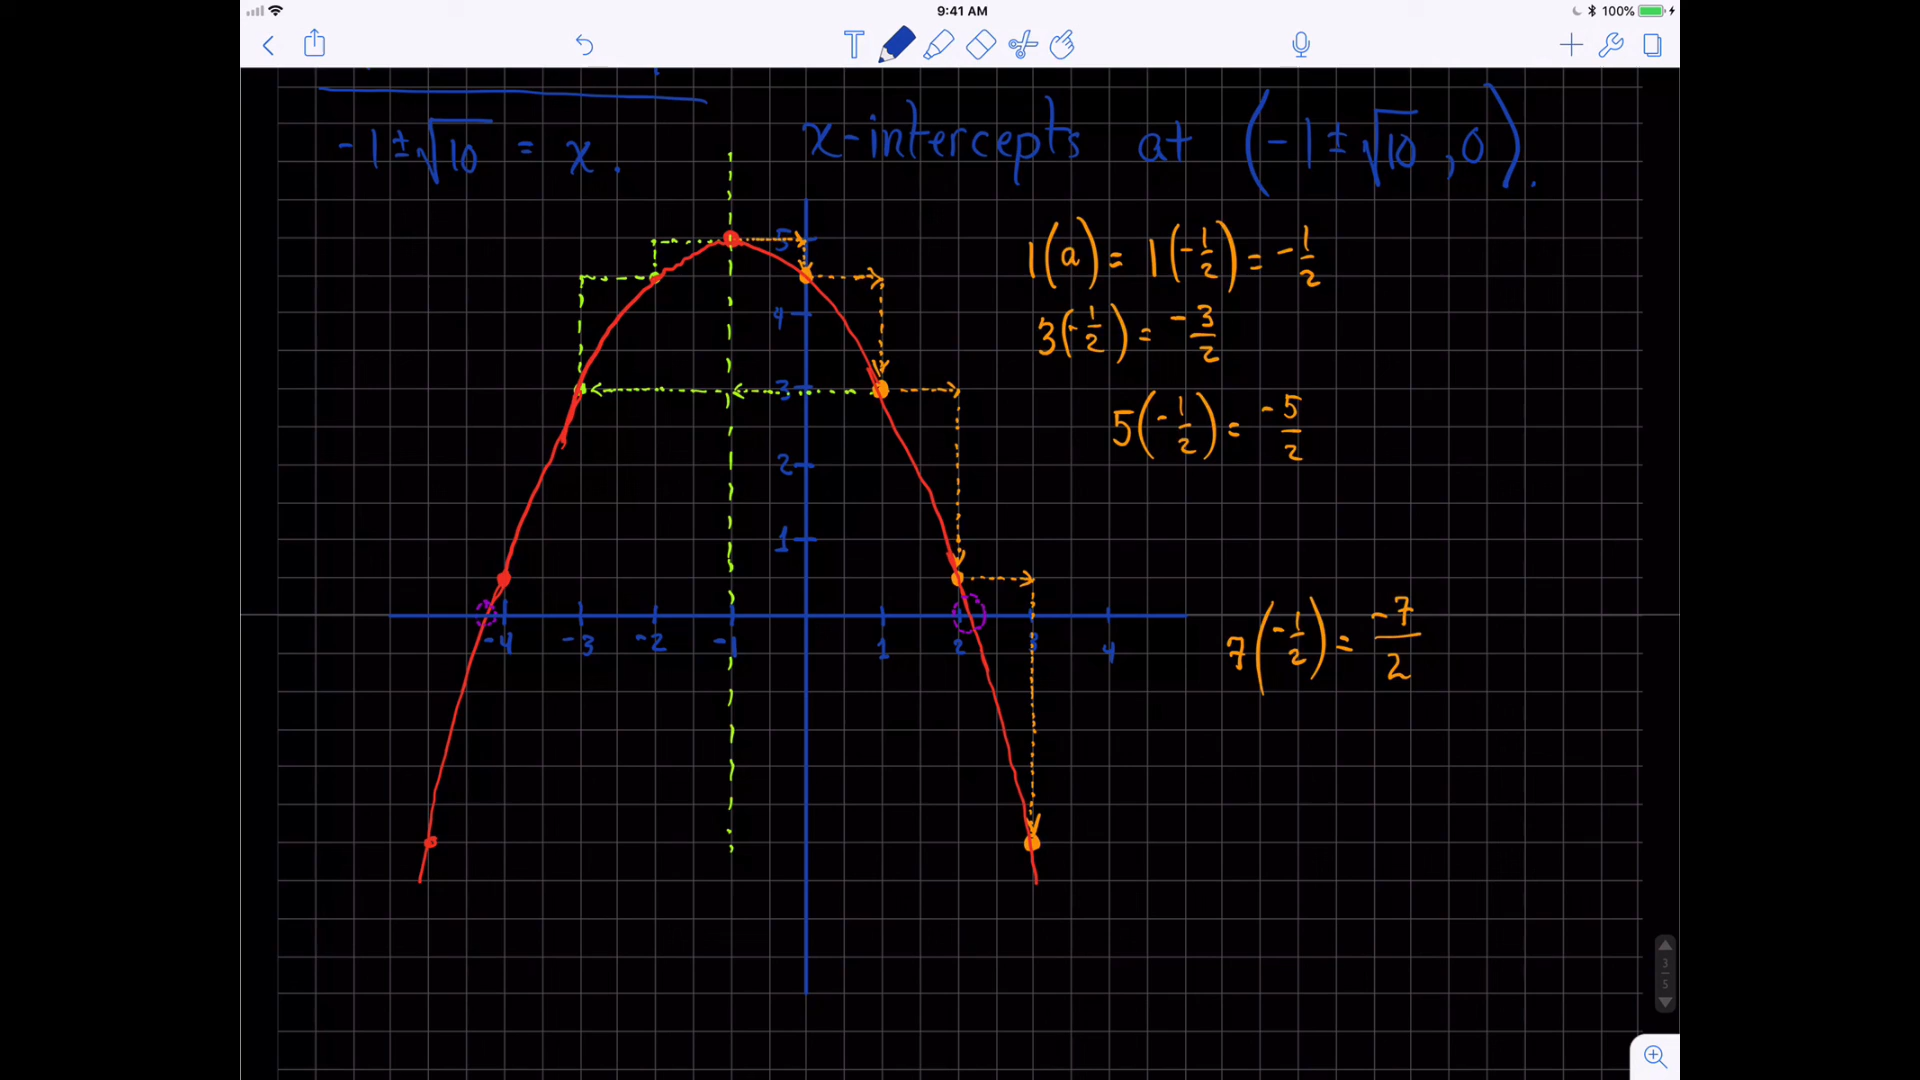 9:41 AM
100%
T
-1±√10 = x.
x-intercepts at (-1±√10, 0).
5
1(a) = 1(-1/2) = -1/2
4
3(-1/2) = -3/2
3
5(-1/2) = -5/2
2
1
-4 -3 -2 -1 1 2 3 4
7(-1/2) = -7/2
3
5